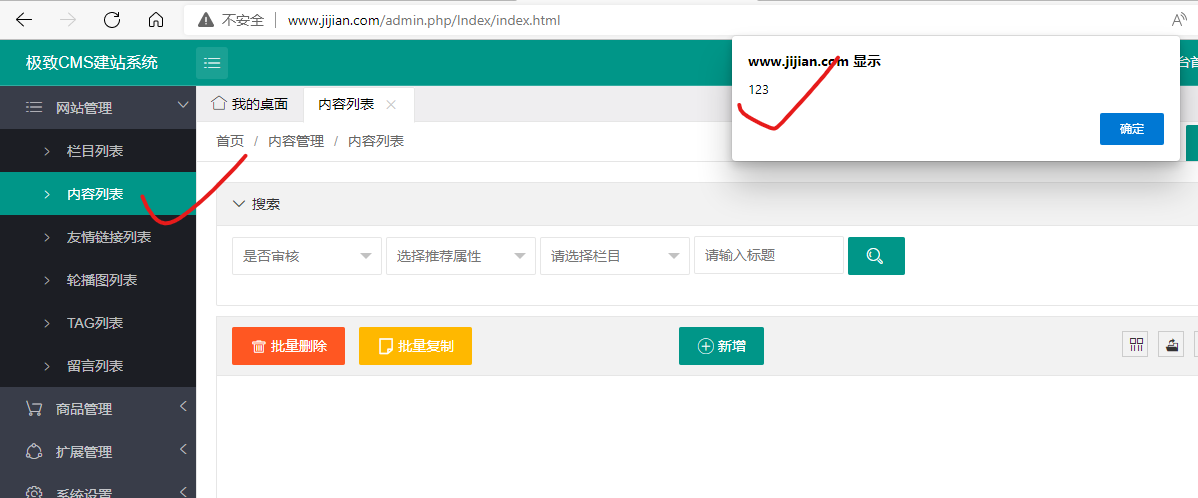 不安全 www.jijian.com/admin.php/Index/index.html A
极致CMS建站系统
www.jijian.com 显示
123
确定
台首
网站管理
栏目列表
内容列表
友情链接列表
轮播图列表
TAG列表
留言列表
商品管理
扩展管理
系统设置
我的桌面 内容列表
首页 / 内容管理 / 内容列表
搜索
是否审核 选择推荐属性 请选择栏目 请输入标题
批量删除 批量复制 新增